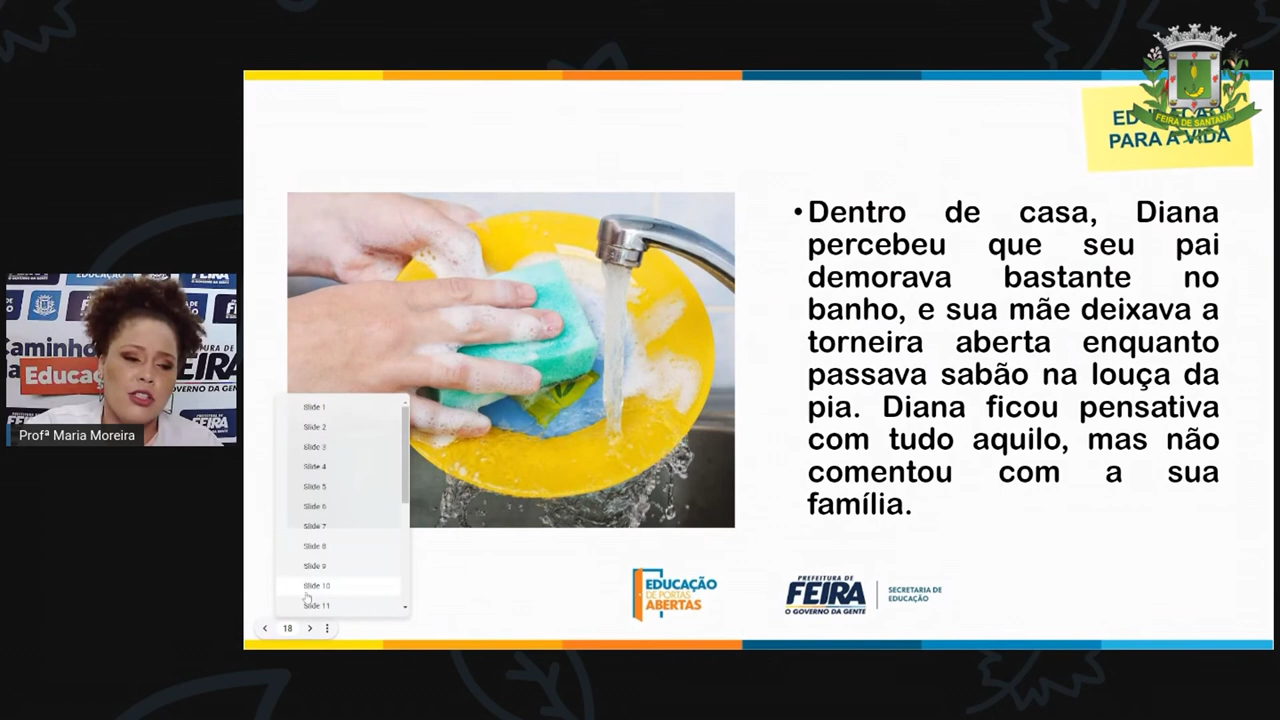 FEIRA DE SANTANA
PARA A VIDA
• Dentro de casa, Diana
percebeu que seu pai
demorava bastante no
banho, e sua mãe deixava a
torneira aberta enquanto
passava sabão na louça da
pia. Diana ficou pensativa
com tudo aquilo, mas não
comentou com a sua
família.
EDUCAÇÃO
FEIRA
Caminho
Educaç
EIRA
Profª Maria Moreira
Slide 1
Slide 2
Slide 3
Slide 4
Slide 5
Slide 6
Slide 7
Slide 8
Slide 9
Slide 10
Slide 11
18
EDUCAÇÃO
DE PORTAS
ABERTAS
PREFEITURA DE
FEIRA
O GOVERNO DA GENTE
SECRETARIA DE
EDUCAÇÃO